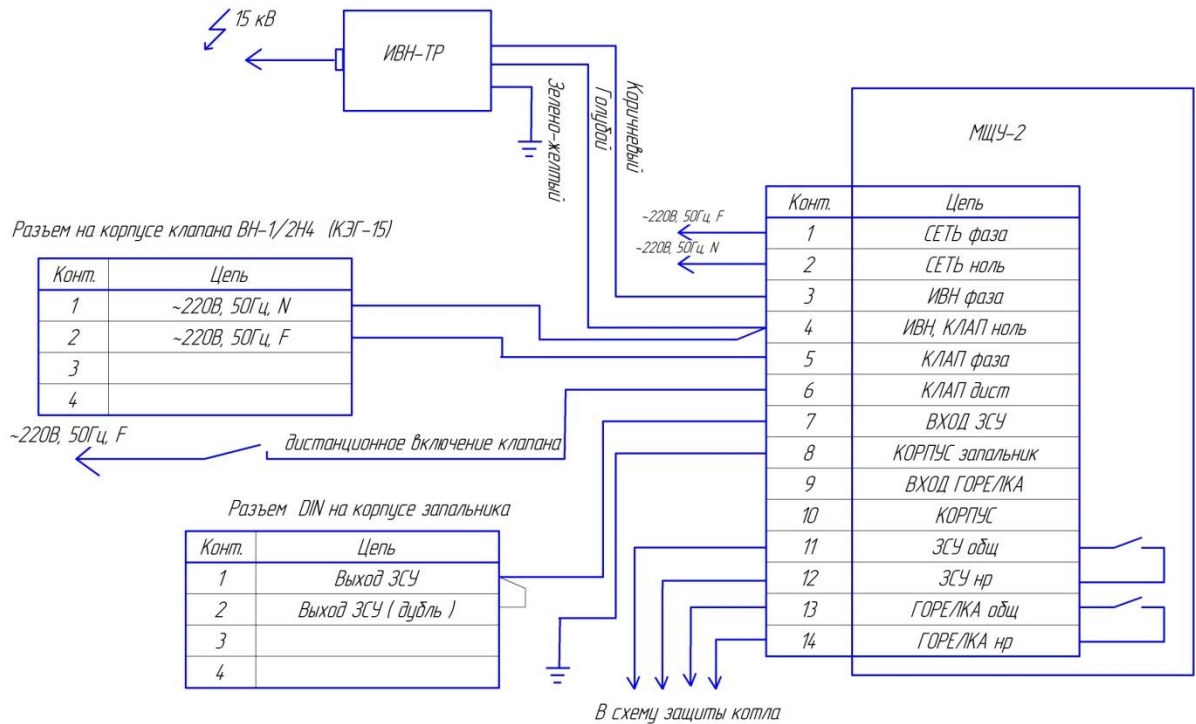 15 кВ
ИВН-ТР
Коричневый
Голубой
Зелено-желтый
МЩУ-2
Разъем на корпусе клапана ВН-1/2Н4 (КЭГ-15)
Конт. Цепь
1 ~220В, 50Гц, N
2 ~220В, 50Гц, F
3
4
~220В, 50Гц, F
~220В, 50Гц, N
Конт. Цепь
1 СЕТЬ фаза
2 СЕТЬ ноль
3 ИВН фаза
4 ИВН, КЛАП ноль
5 КЛАП фаза
6 КЛАП дист
7 ВХОД ЗСУ
8 КОРПУС запальник
9 ВХОД ГОРЕЛКА
10 КОРПУС
11 ЗСУ общ
12 ЗСУ нр
13 ГОРЕЛКА общ
14 ГОРЕЛКА нр
~220В, 50Гц, F
дистанционное включение клапана
Разъем DIN на корпусе запальника
Конт. Цепь
1 Выход ЗСУ
2 Выход ЗСУ ( дубль )
3
4
В схему защиты котла